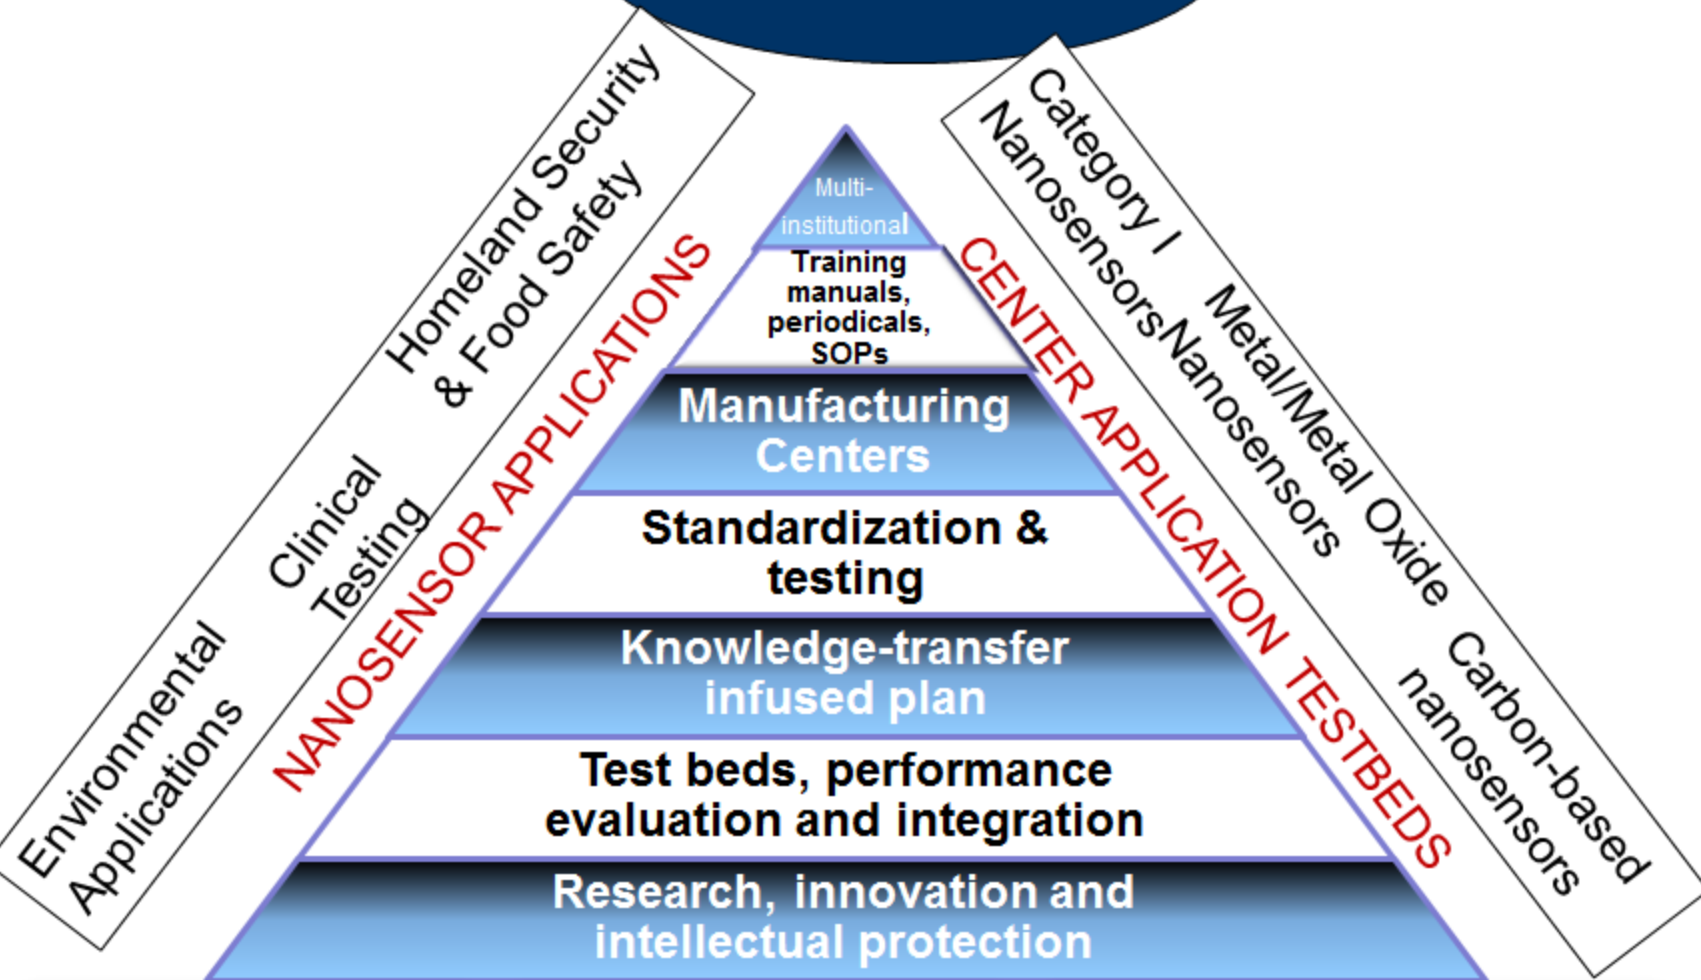 Homeland Security
& Food Safety
Clinical
Testing
Environmental
Applications
NANOSENSOR APPLICATIONS
Multi-
institutional
Training
manuals,
periodicals,
SOPs
Manufacturing
Centers
Standardization &
testing
Knowledge-transfer
infused plan
Test beds, performance
evaluation and integration
Research, innovation and
intellectual protection
CENTER APPLICATION TESTBEDS
Category I
Nanosensors
Metal/Metal Oxide
Nanosensors
Carbon-based
nanosensors